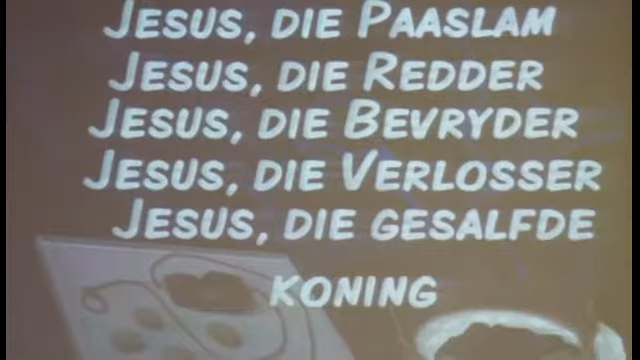 Jesus, die Paaslam
Jesus, die Redder
Jesus, die Bevryder
Jesus, die Verlosser
Jesus, die gesalfde
koning